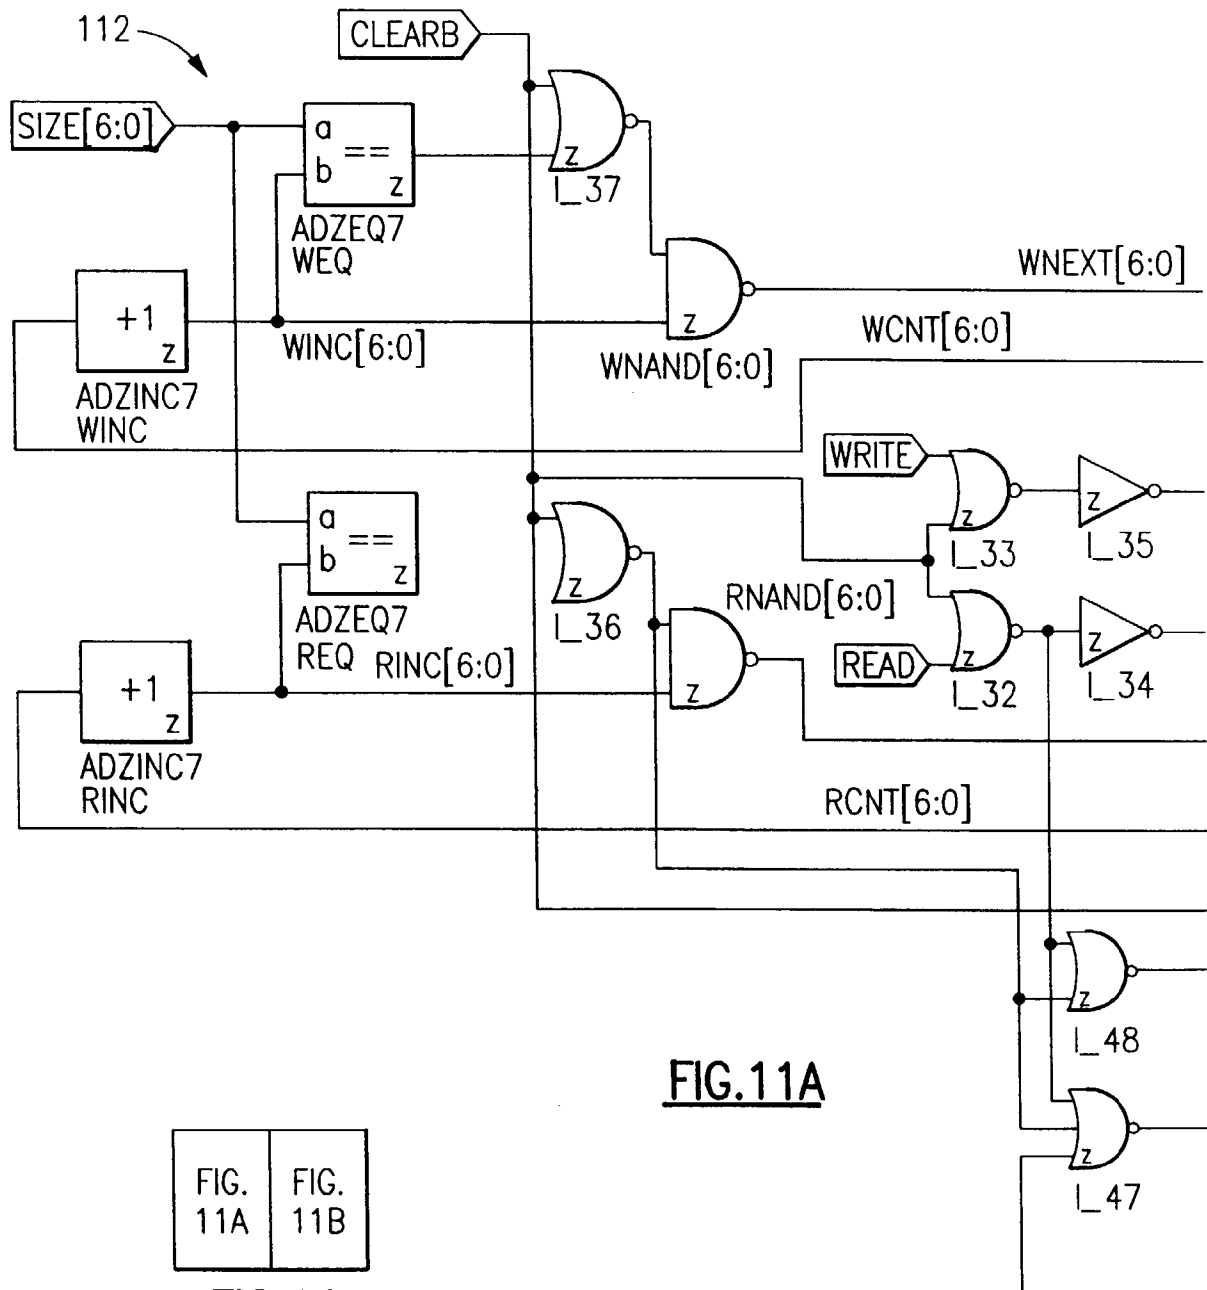 112
CLEARB
SIZE[6:0]
a
==
b
z
ADZEQ7
WEQ
z
I_37
+1
z
WINC[6:0]
ADZINC7
WINC
z
WNAND[6:0]
WNEXT[6:0]
WCNT[6:0]
WRITE
z
I_33
z
I_35
a
==
b
z
ADZEQ7
REQ
z
I_36
RNAND[6:0]
READ
z
I_32
z
I_34
+1
z
RINC[6:0]
z
ADZINC7
RINC
RCNT[6:0]
z
I_48
FIG.11A
z
I_47
FIG.
11A
FIG.
11B